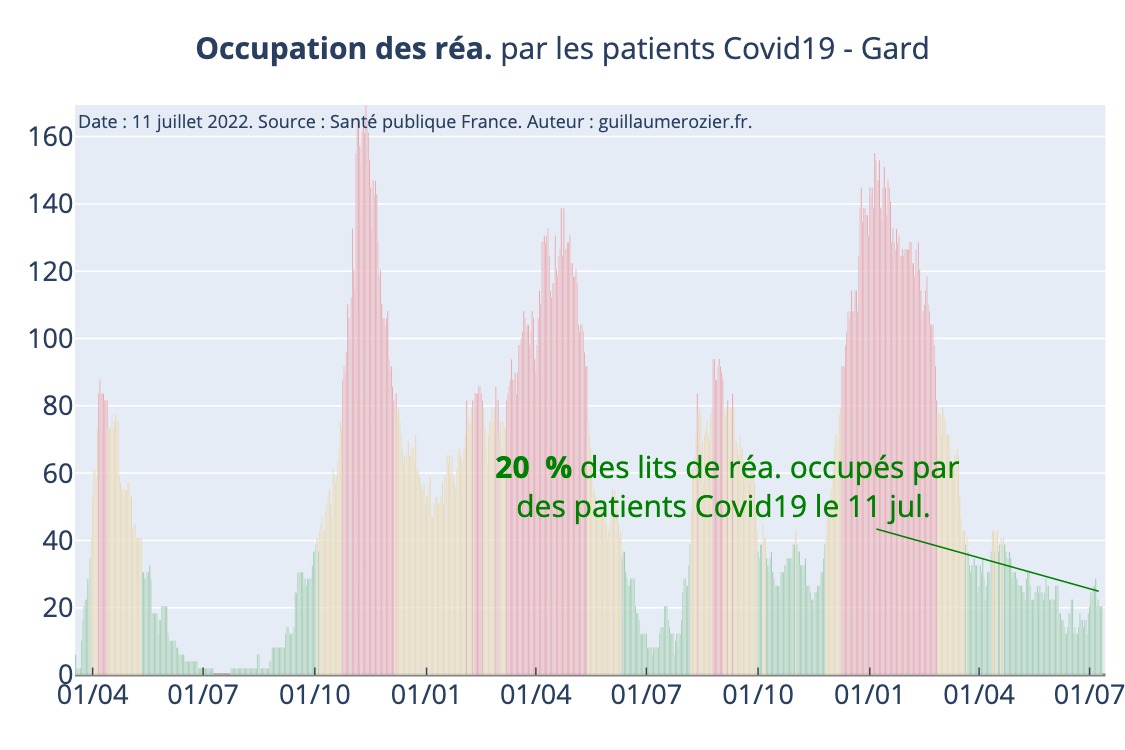 Occupation des réa. par les patients Covid19 - Gard
Date : 11 juillet 2022. Source : Santé publique France. Auteur : guillaumerozier.fr.
160
140
120
100
80
60
40
20
0
20  % des lits de réa. occupés par
des patients Covid19 le 11 jul.
01/04 01/07 01/10 01/01 01/04 01/07 01/10 01/01 01/04 01/07